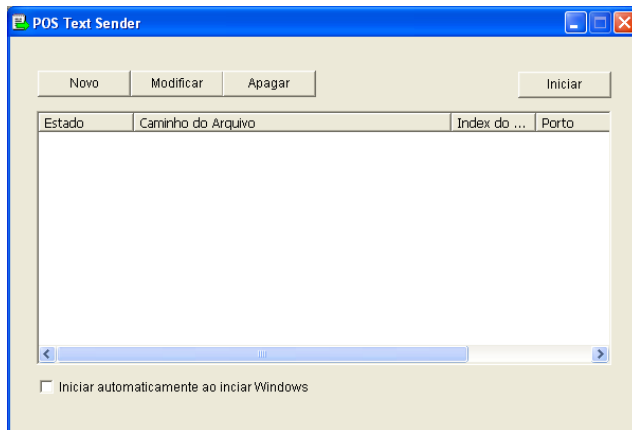 POS Text Sender
Novo Modificar Apagar Iniciar
Estado Caminho do Arquivo Index do ... Porto
Iniciar automaticamente ao inciar Windows